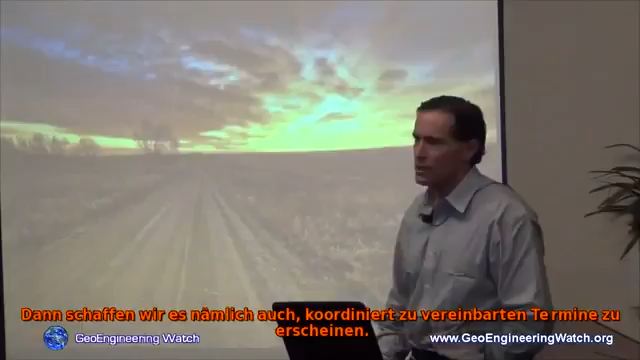 Dann schaffen wir es nämlich auch, koordiniert zu vereinbarten Termine zu
erscheinen.
GeoEngineering Watch
www.GeoEngineeringWatch.org